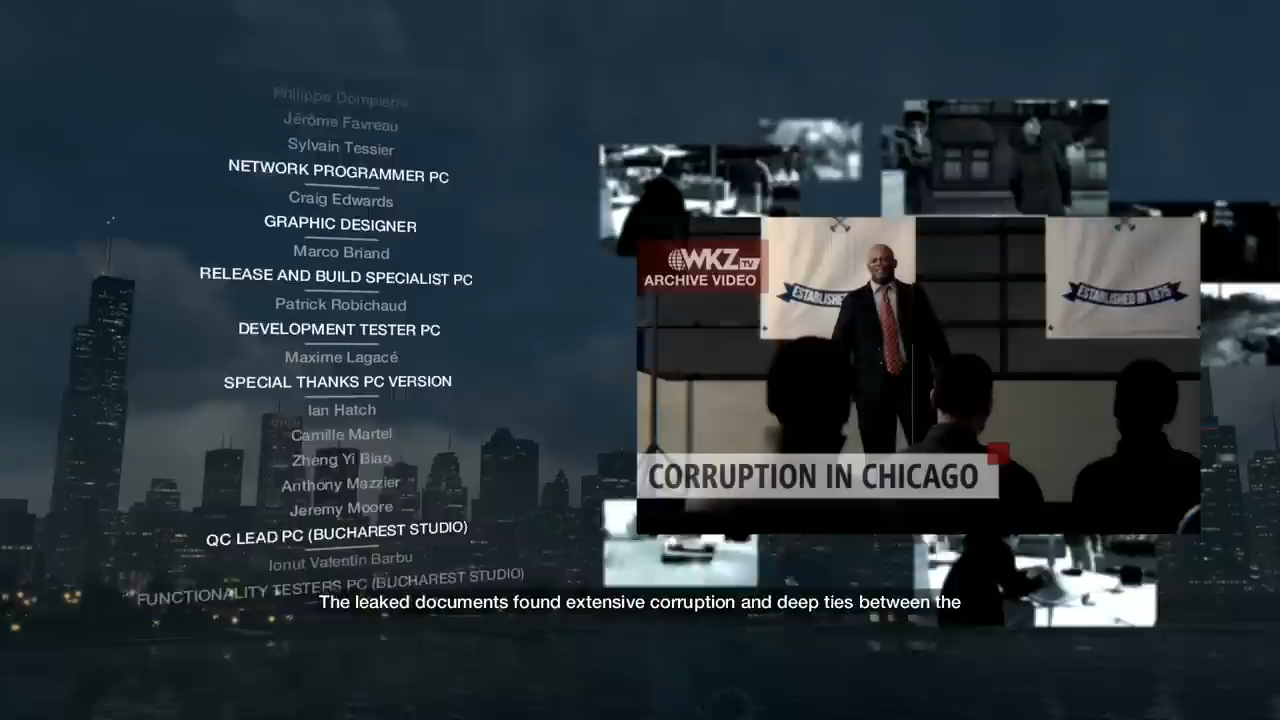 Philippe Dompierre
Jérôme Favreau
Sylvain Tessier
NETWORK PROGRAMMER PC
Craig Edwards
GRAPHIC DESIGNER
Marco Briand
RELEASE AND BUILD SPECIALIST PC
Patrick Robichaud
DEVELOPMENT TESTER PC
Maxime Lagacé
SPECIAL THANKS PC VERSION
Ian Hatch
Camille Martel
Zheng Yi Biao
Anthony Mazzier
Jeremy Moore
QC LEAD PC (BUCHAREST STUDIO)
Ionut Valentin Barbu
FUNCTIONALITY TESTERS PC (BUCHAREST STUDIO)
WKZ TV
ARCHIVE VIDEO
ESTABLISHE
ESTABLISHED IN 1875
CORRUPTION IN CHICAGO
The leaked documents found extensive corruption and deep ties between the